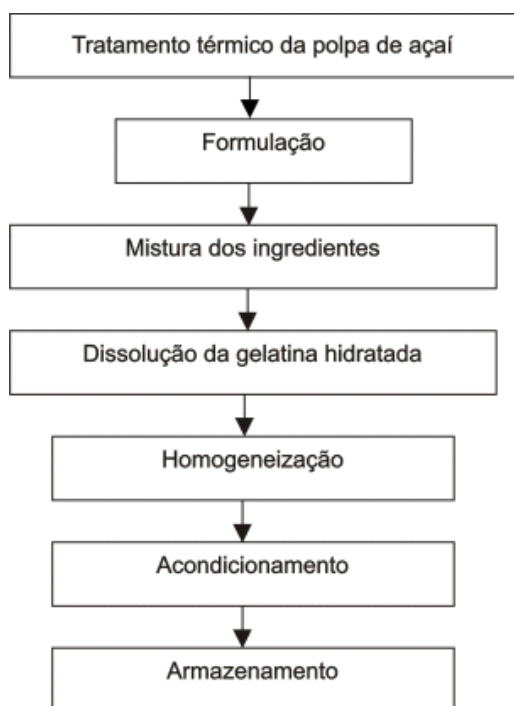 Tratamento térmico da polpa de açaí
Formulação
Mistura dos ingredientes
Dissolução da gelatina hidratada
Homogeneização
Acondicionamento
Armazenamento